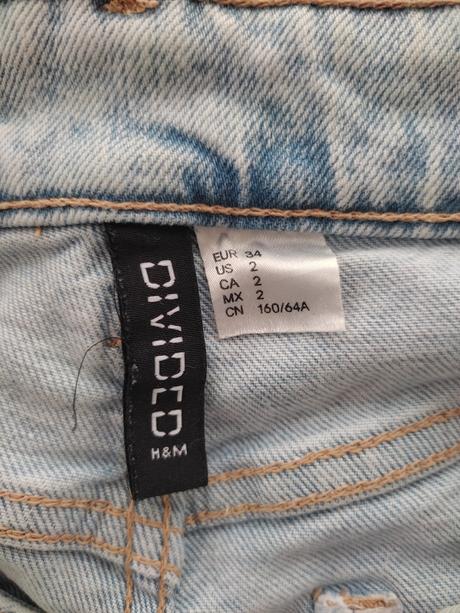 DIVIDED
H&M
EUR 34
US 2
CA 2
MX 2
CN 160/64A